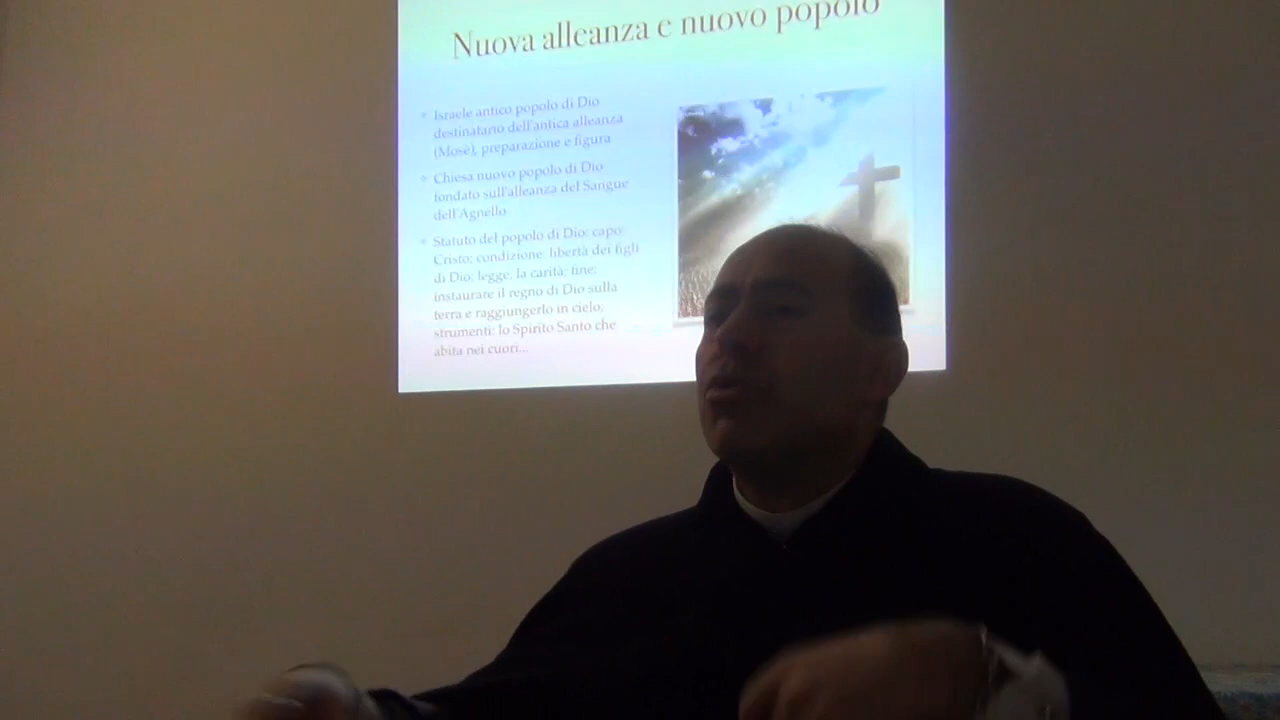 Nuova alleanza e nuovo popolo
Israele antico popolo di Dio
destinatario dell'antica alleanza
(Mosè), preparazione e figura
Chiesa nuovo popolo di Dio
fondato sull'alleanza del Sangue
dell'Agnello
Statuto del popolo di Dio: capo:
Cristo; condizione: libertà dei figli
di Dio; legge, la carità; fine:
instaurare il regno di Dio sulla
terra e raggiungerlo in cielo;
strumenti: lo Spirito Santo che
abita nei cuori...